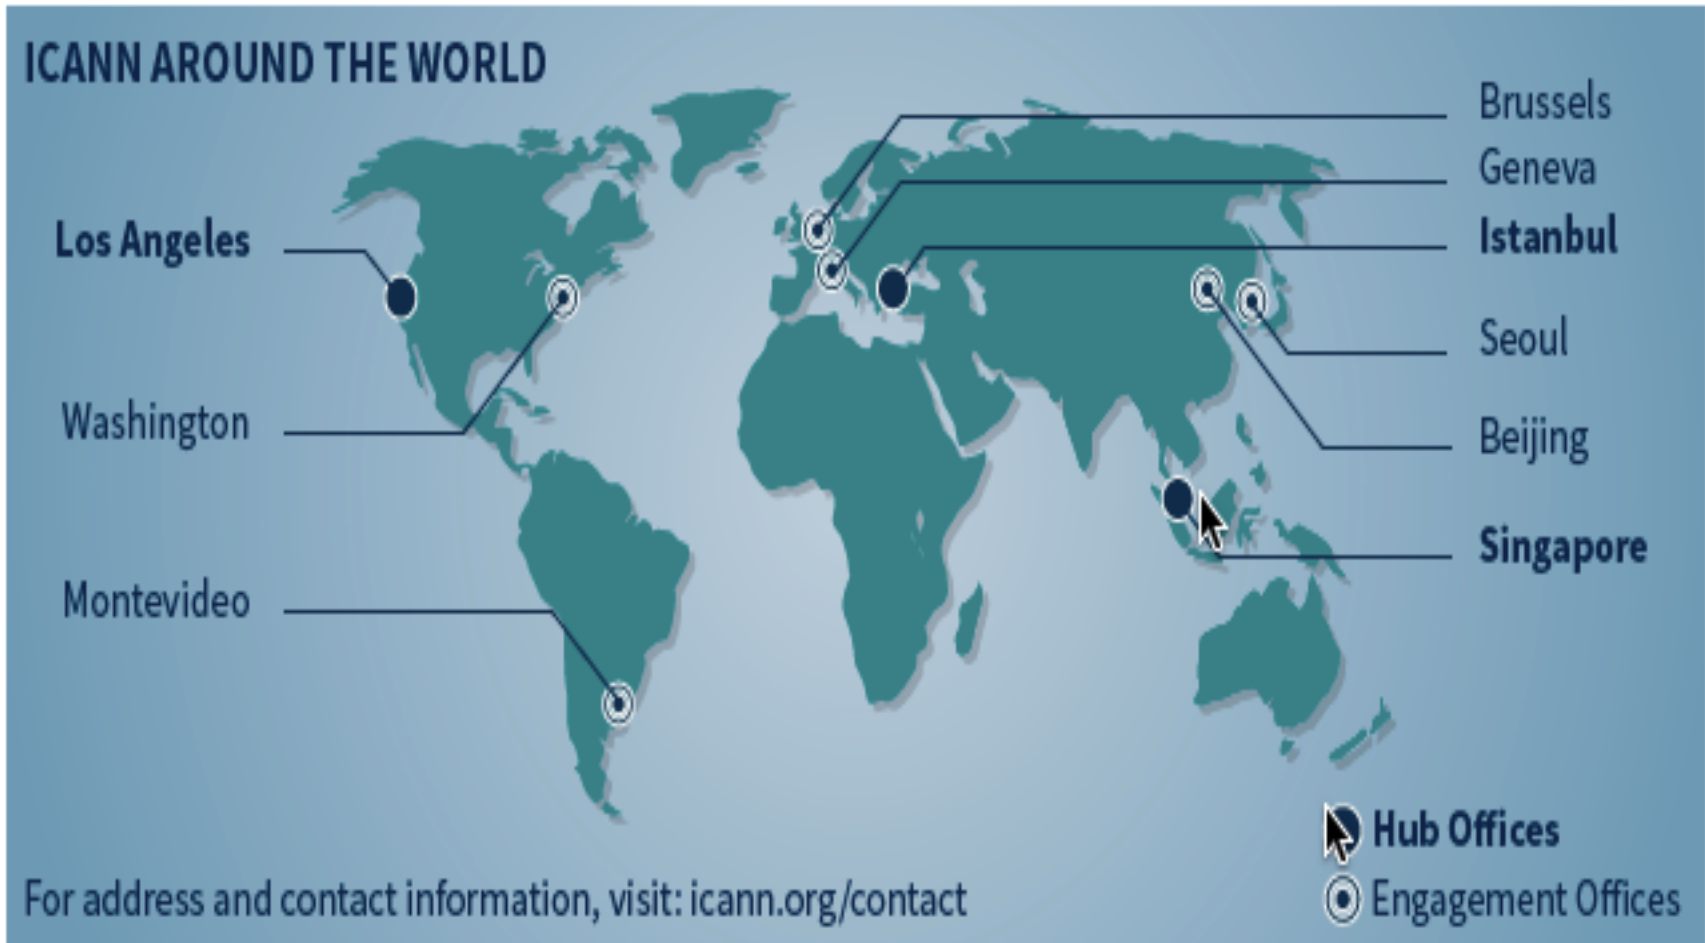 ICANN AROUND THE WORLD
Los Angeles
Washington
Montevideo
Brussels
Geneva
Istanbul
Seoul
Beijing
Singapore
Hub Offices
Engagement Offices
For address and contact information, visit: icann.org/contact